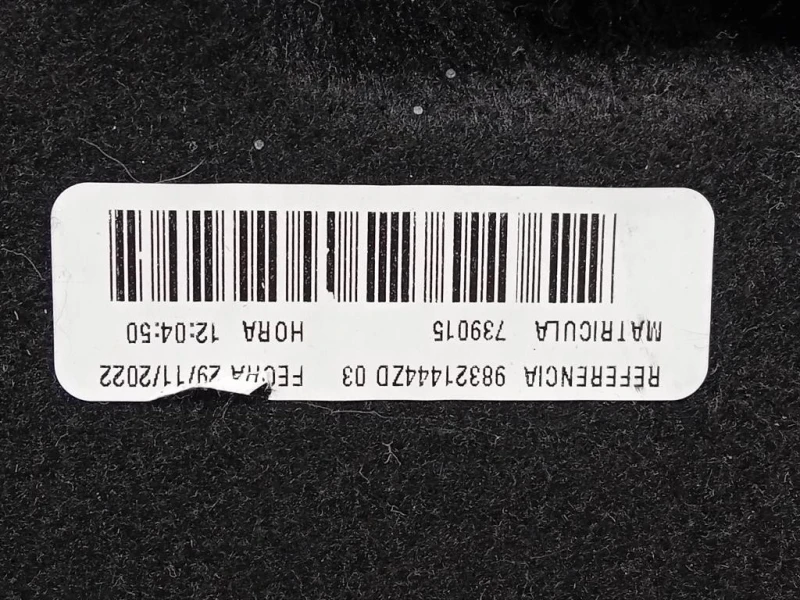 REFERENCIA 98321444ZD 03 FECHA 29/11/2022
MATRICULA 739015 HORA 12:04:50